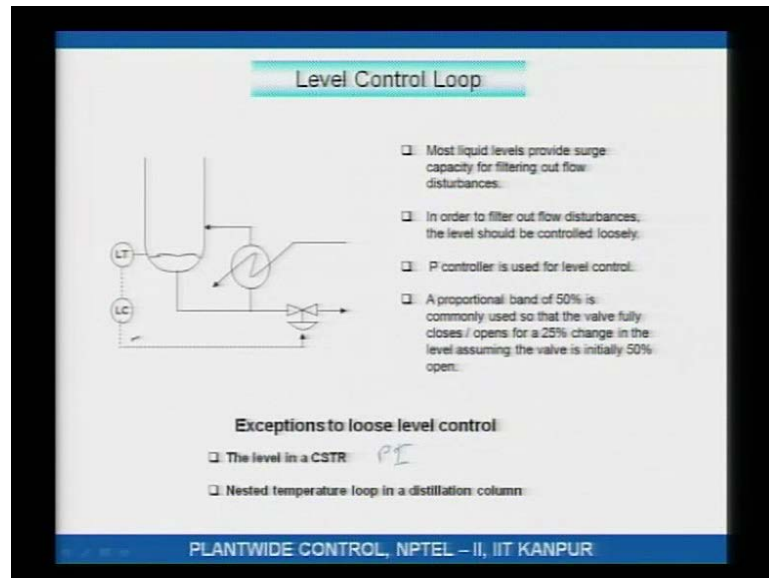 Level Control Loop
LT
LC
❑ Most liquid levels provide surge
capacity for filtering out flow
disturbances.
❑ In order to filter out flow disturbances,
the level should be controlled loosely.
❑ P controller is used for level control.
❑ A proportional band of 50% is
commonly used so that the valve fully
closes / opens for a 25% change in the
level assuming the valve is initially 50%
open.
Exceptions to loose level control
❑ The level in a CSTR PI
❑ Nested temperature loop in a distillation column
PLANTWIDE CONTROL, NPTEL – II, IIT KANPUR